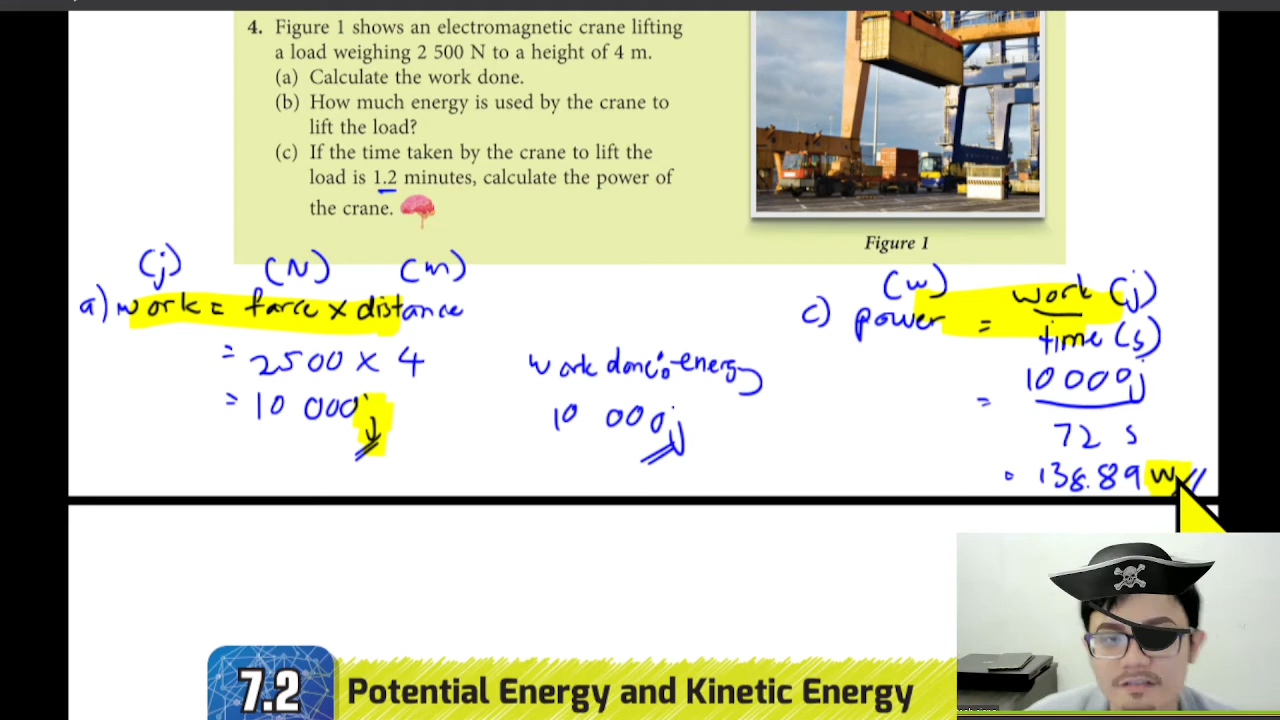 4. Figure 1 shows an electromagnetic crane lifting
a load weighing 2 500 N to a height of 4 m.
(a) Calculate the work done.
(b) How much energy is used by the crane to
lift the load?
(c) If the time taken by the crane to lift the
load is 1.2 minutes, calculate the power of
the crane.
Figure 1
(j) (N) (m)
a) work = force x distance
= 2500 x 4
= 10 000 j
work done = energy
10 000 j
(w)
c) power = work (j)
time (s)
= 10 000 j
72 s
= 138.89 w
7.2 Potential Energy and Kinetic Energy